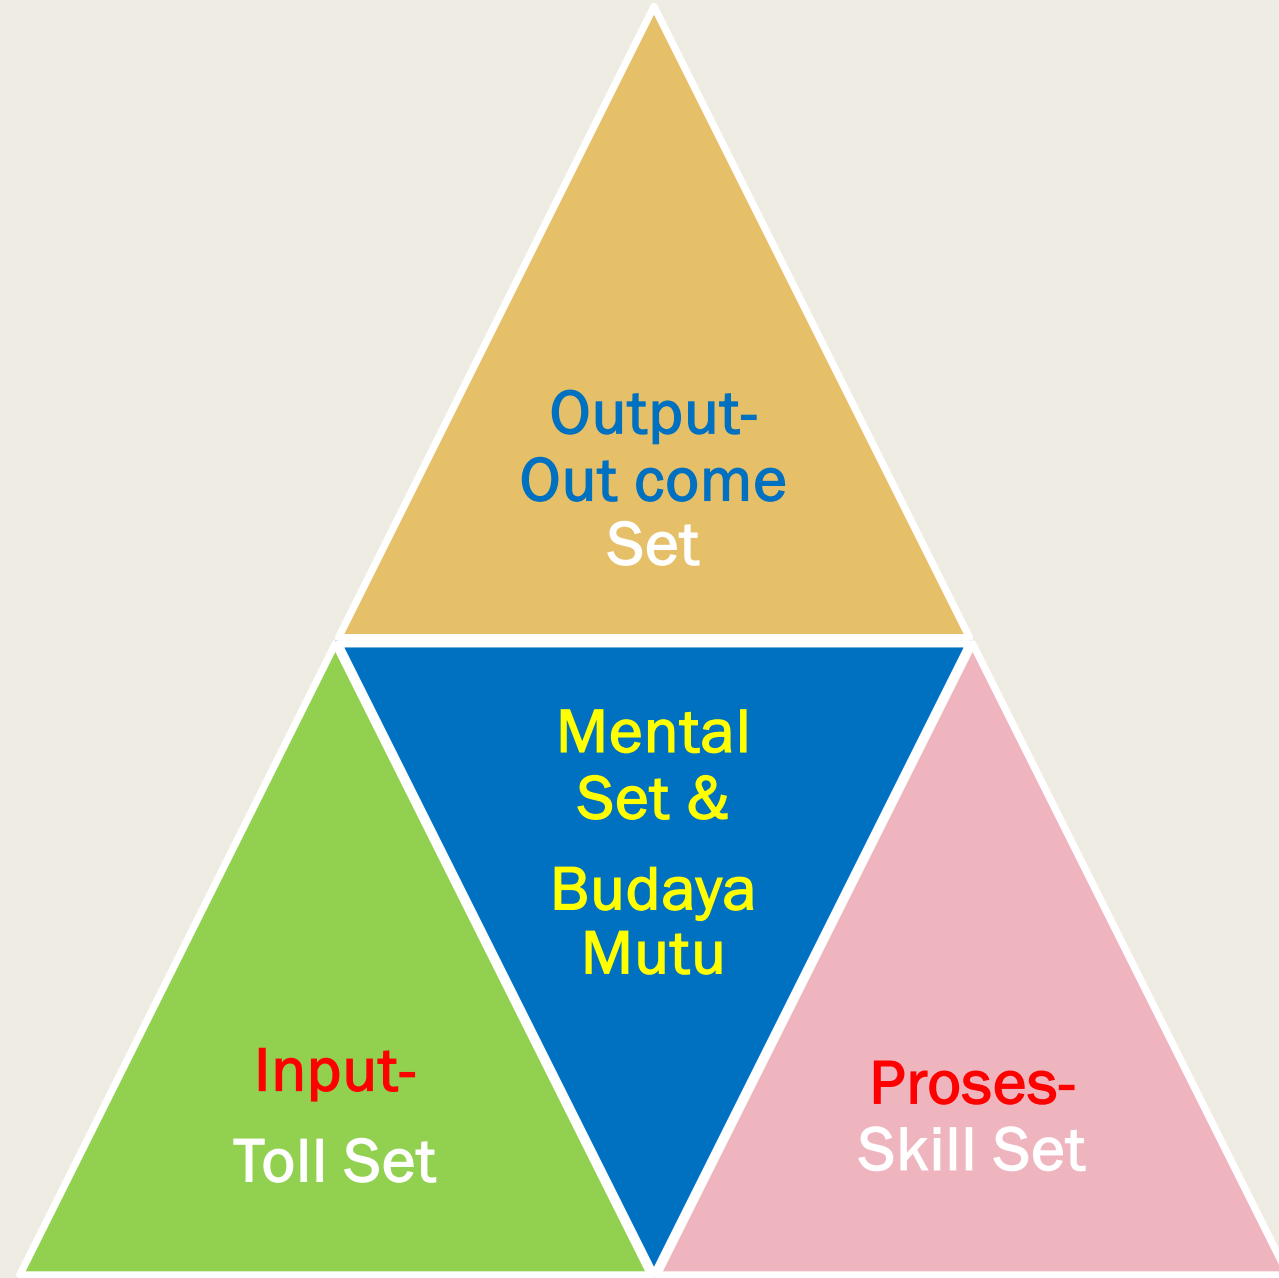 Output-
Out come
Set
Mental
Set &
Budaya
Mutu
Input-
Toll Set
Proses-
Skill Set